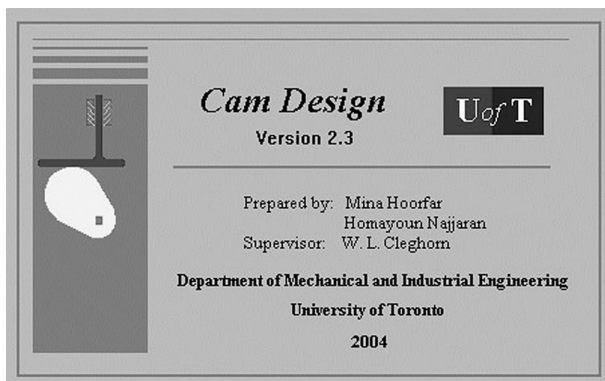 Cam Design
Version 2.3
U of T
Prepared by: Mina Hoorfar
Homayoun Najjaran
Supervisor: W. L. Cleghorn
Department of Mechanical and Industrial Engineering
University of Toronto
2004